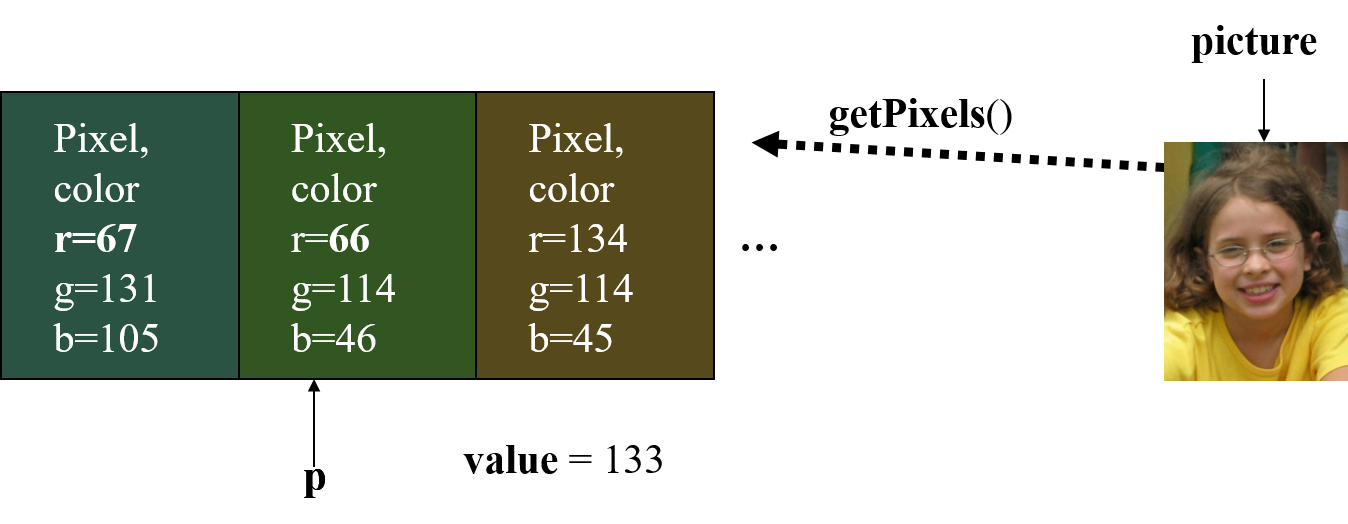 picture
getPixels()
Pixel,
color
r=67
g=131
b=105
Pixel,
color
r=66
g=114
b=46
Pixel,
color
r=134
g=114
b=45
...
p
value = 133